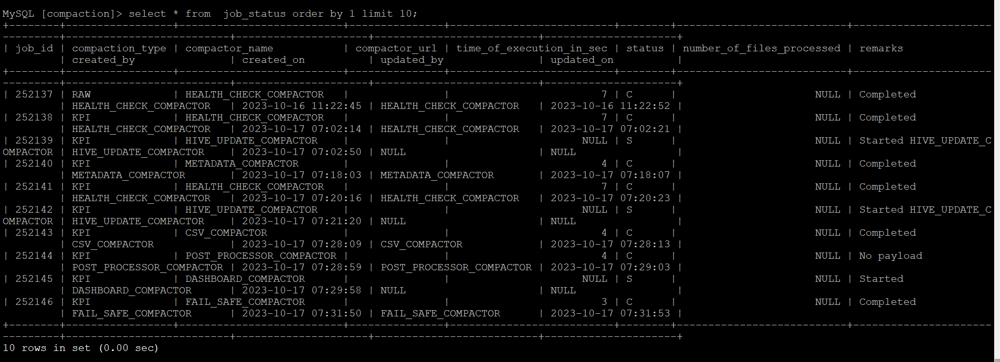 MySQL [compaction]> select * from  job_status order by 1 limit 10;
+--------+-----------------+--------------------------+---------------+--------------------------+--------+---------------------------+----------------------
---------+--------------------------+---------------------+--------------------------+---------------------+
| job_id | compaction_type | compactor_name           | compactor_url | time_of_execution_in_sec | status | number_of_files_processed | remarks
         | created_by               | created_on          | updated_by               | updated_on          |
+--------+-----------------+--------------------------+---------------+--------------------------+--------+---------------------------+----------------------
---------+--------------------------+---------------------+--------------------------+---------------------+
| 252137 | RAW             | HEALTH_CHECK_COMPACTOR   |               |                        7 | C      |                      NULL | Completed
         | HEALTH_CHECK_COMPACTOR   | 2023-10-16 11:22:45 | HEALTH_CHECK_COMPACTOR   | 2023-10-16 11:22:52 |
| 252138 | KPI             | HEALTH_CHECK_COMPACTOR   |               |                        7 | C      |                      NULL | Completed
         | HEALTH_CHECK_COMPACTOR   | 2023-10-17 07:02:14 | HEALTH_CHECK_COMPACTOR   | 2023-10-17 07:02:21 |
| 252139 | KPI             | HIVE_UPDATE_COMPACTOR    |               |                     NULL | S      |                      NULL | Started HIVE_UPDATE_C
OMPACTOR | HIVE_UPDATE_COMPACTOR    | 2023-10-17 07:02:50 | NULL                     | NULL                |
| 252140 | KPI             | METADATA_COMPACTOR       |               |                        4 | C      |                      NULL | Completed
         | METADATA_COMPACTOR       | 2023-10-17 07:18:03 | METADATA_COMPACTOR       | 2023-10-17 07:18:07 |
| 252141 | KPI             | HEALTH_CHECK_COMPACTOR   |               |                        7 | C      |                      NULL | Completed
         | HEALTH_CHECK_COMPACTOR   | 2023-10-17 07:20:16 | HEALTH_CHECK_COMPACTOR   | 2023-10-17 07:20:23 |
| 252142 | KPI             | HIVE_UPDATE_COMPACTOR    |               |                     NULL | S      |                      NULL | Started HIVE_UPDATE_C
OMPACTOR | HIVE_UPDATE_COMPACTOR    | 2023-10-17 07:21:20 | NULL                     | NULL                |
| 252143 | KPI             | CSV_COMPACTOR            |               |                        4 | C      |                      NULL | Completed
         | CSV_COMPACTOR            | 2023-10-17 07:28:09 | CSV_COMPACTOR            | 2023-10-17 07:28:13 |
| 252144 | KPI             | POST_PROCESSOR_COMPACTOR |               |                        4 | C      |                      NULL | No payload
         | POST_PROCESSOR_COMPACTOR | 2023-10-17 07:28:59 | POST_PROCESSOR_COMPACTOR | 2023-10-17 07:29:03 |
| 252145 | KPI             | DASHBOARD_COMPACTOR      |               |                     NULL | S      |                      NULL | Started
         | DASHBOARD_COMPACTOR      | 2023-10-17 07:29:58 | NULL                     | NULL                |
| 252146 | KPI             | FAIL_SAFE_COMPACTOR      |               |                        3 | C      |                      NULL | Completed
         | FAIL_SAFE_COMPACTOR      | 2023-10-17 07:31:50 | FAIL_SAFE_COMPACTOR      | 2023-10-17 07:31:53 |
+--------+-----------------+--------------------------+---------------+--------------------------+--------+---------------------------+----------------------
---------+--------------------------+---------------------+--------------------------+---------------------+
10 rows in set (0.00 sec)